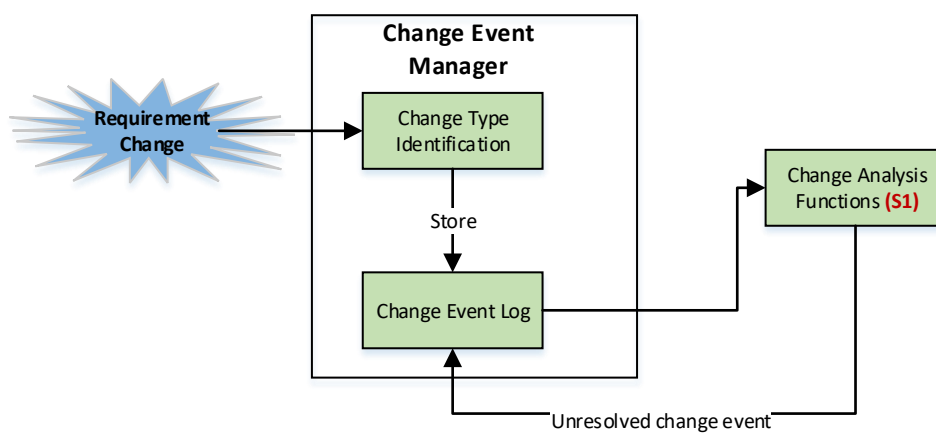 Change Event
Manager
Requirement
Change
Change Type
Identification
Store
Change Event Log
Change Analysis
Functions (S1)
Unresolved change event